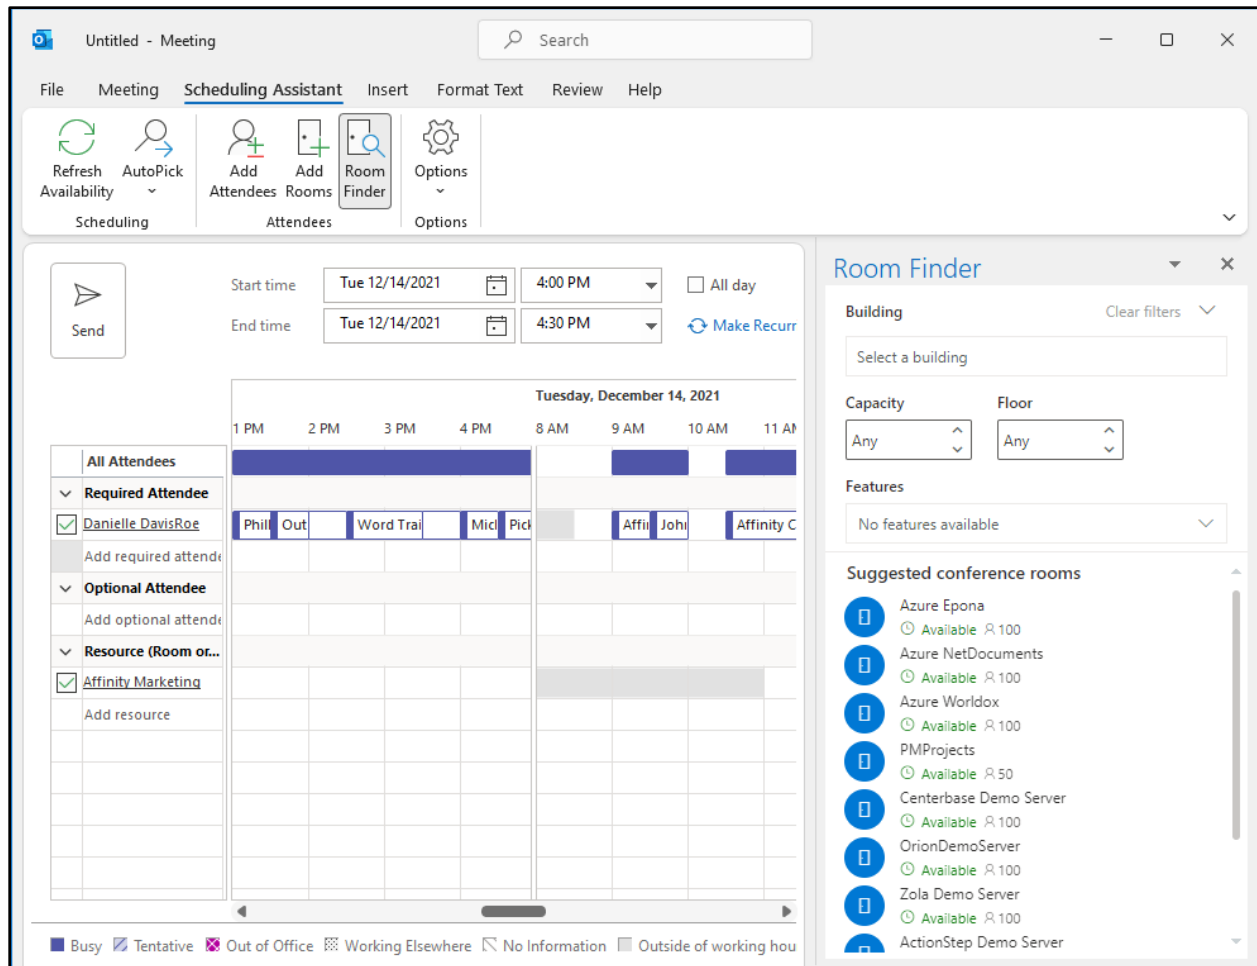 Untitled - Meeting
Search
File Meeting Scheduling Assistant Insert Format Text Review Help
Refresh Availability
AutoPick
Add Attendees
Add Rooms
Room Finder
Options
Scheduling
Attendees
Options
Send
Start time Tue 12/14/2021 4:00 PM All day
End time Tue 12/14/2021 4:30 PM Make Recurr
Tuesday, December 14, 2021
1 PM 2 PM 3 PM 4 PM 8 AM 9 AM 10 AM 11 AM
All Attendees
Required Attendee
Danielle DavisRoe Phill Out Word Trai Micl Pick Affin John Affinity C
Add required attende
Optional Attendee
Add optional attende
Resource (Room or...
Affinity Marketing
Add resource
Busy Tentative Out of Office Working Elsewhere No Information Outside of working hou
Room Finder
Building Clear filters
Select a building
Capacity Floor
Any Any
Features
No features available
Suggested conference rooms
Azure Epona
Available 100
Azure NetDocuments
Available 100
Azure Worldox
Available 100
PMProjects
Available 50
Centerbase Demo Server
Available 100
OrionDemoServer
Available 100
Zola Demo Server
Available 100
ActionStep Demo Server